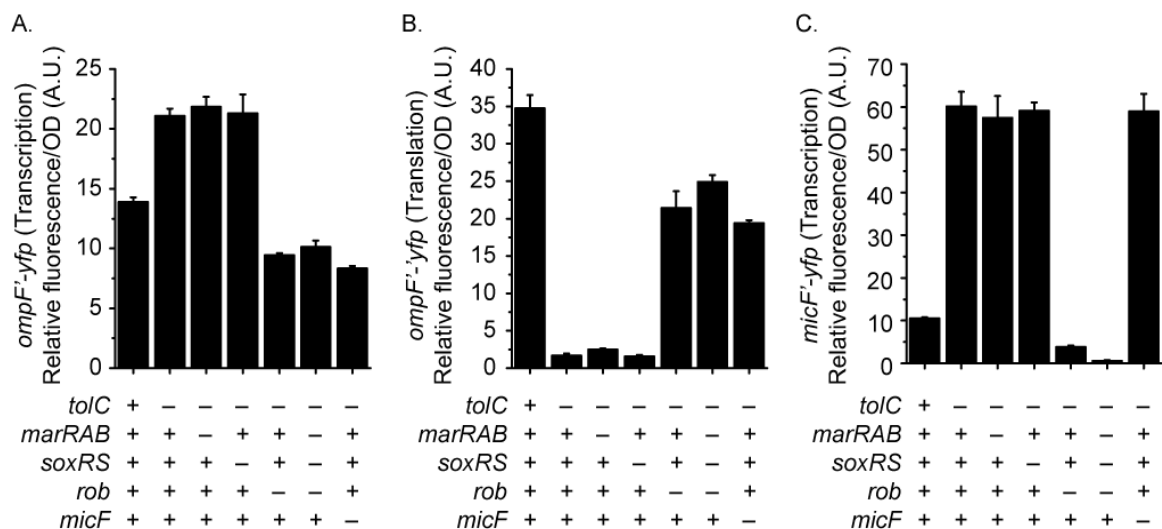 A.
ompF'-yfp (Transcription)
Relative fluorescence/OD (A.U.)
25
20
15
10
5
0
tolC + – – – – – –
marRAB + + – + + – +
soxRS + + + – + – +
rob + + + + – – +
micF + + + + + + –
B.
ompF'-'yfp (Translation)
Relative fluorescence/OD (A.U.)
40
35
30
25
20
15
10
5
0
tolC + – – – – – –
marRAB + + – + + – +
soxRS + + + – + – +
rob + + + + – – +
micF + + + + + + –
C.
micF'-yfp (Transcription)
Relative fluorescence/OD (A.U.)
70
60
50
40
30
60
10
0
tolC + – – – – – –
marRAB + + – + + – +
soxRS + + + – + – +
rob + + + + – – +
micF + + + + + + –